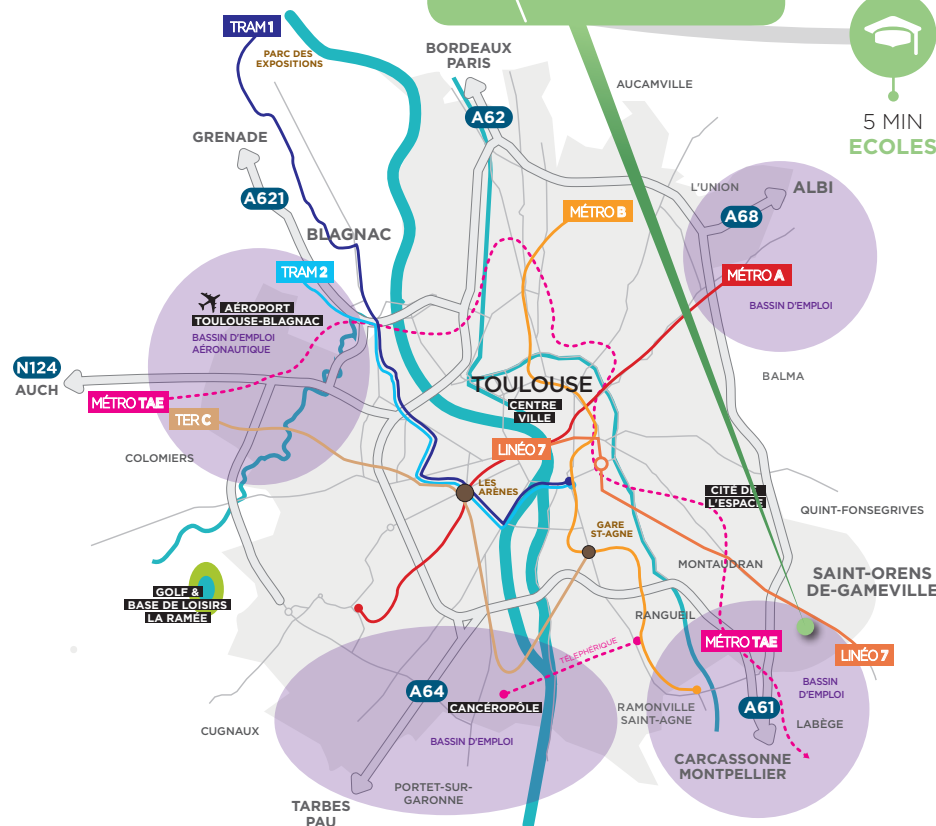 TRAM 1
PARC DES
EXPOSITIONS
BORDEAUX
PARIS
AUCAMVILLE
A62
5 MIN
ECOLES
GRENADE
A621
L'UNION
ALBI
A68
MÉTRO B
BLAGNAC
TRAM 2
MÉTRO A
AÉROPORT
TOULOUSE-BLAGNAC
BASSIN D'EMPLOI
AÉRONAUTIQUE
BASSIN D'EMPLOI
N124
AUCH
MÉTRO TAE
TER C
TOULOUSE
CENTRE
VILLE
BALMA
LINÉO 7
COLOMIERS
LES
ARÈNES
CITÉ DE
L'ESPACE
QUINT-FONSEGRIVES
GARE
ST-AGNE
MONTAUDRAN
SAINT-ORENS
DE-GAMEVILLE
GOLF &
BASE DE LOISIRS
LA RAMÉE
RANGUEIL
MÉTRO TAE
LINÉO 7
TÉLÉPHÉRIQUE
A64
CANCÉROPÔLE
BASSIN
D'EMPLOI
A61
RAMONVILLE
SAINT-AGNE
LABÈGE
CUGNAUX
BASSIN D'EMPLOI
CARCASSONNE
MONTPELLIER
PORTET-SUR-
GARONNE
TARBES
PAU